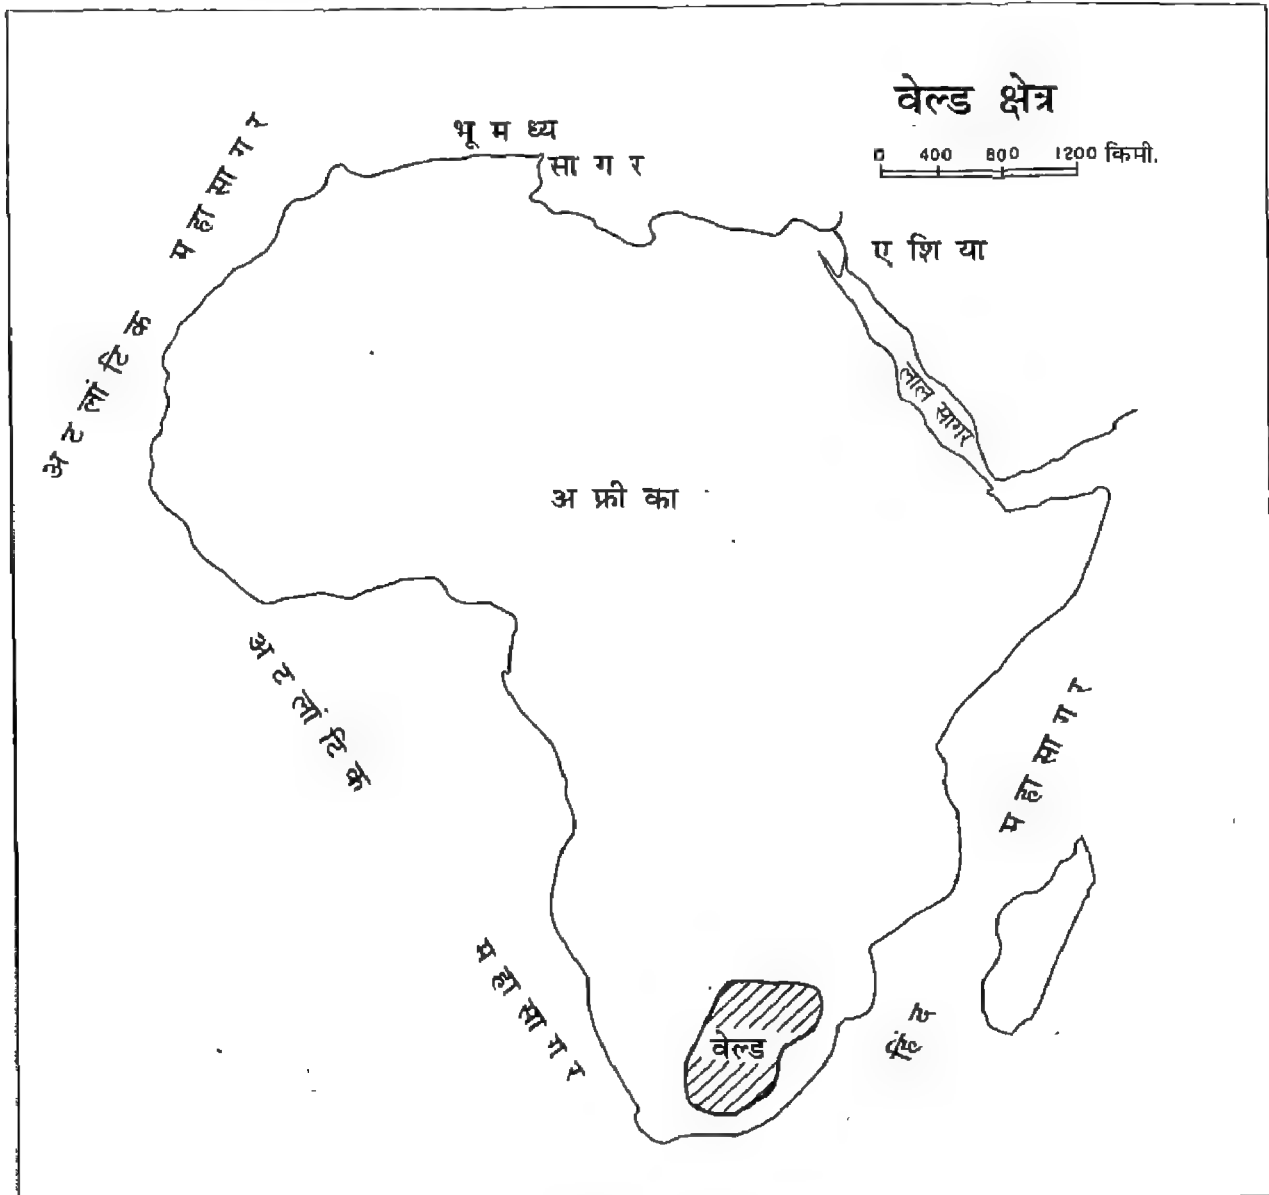 वेल्ड क्षेत्र
0 400 800 1200 किमी.
भू म ध्य
सा ग र
ए शि या
अ ट लां टि क म हा सा ग र
लाल सागर
अ फ्री का
अ ट लां टि क
म हा सा ग र
हिं द
म हा सा ग र
वेल्ड